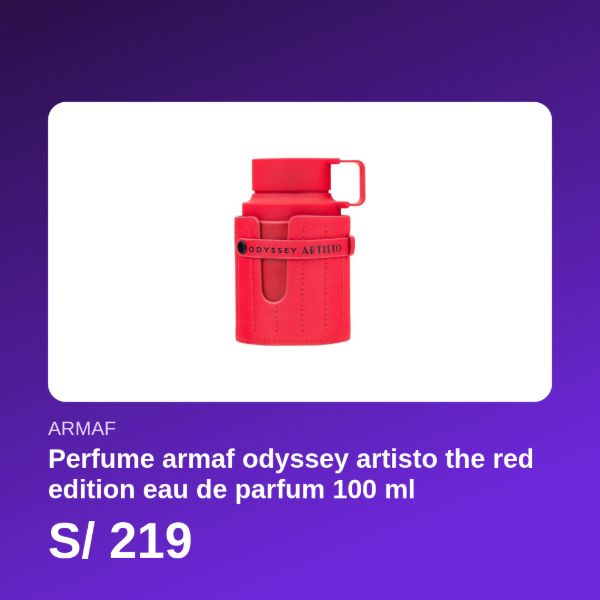 ODYSSEY ARTISTO
ARMAF
Perfume armaf odyssey artisto the red
edition eau de parfum 100 ml
S/ 219